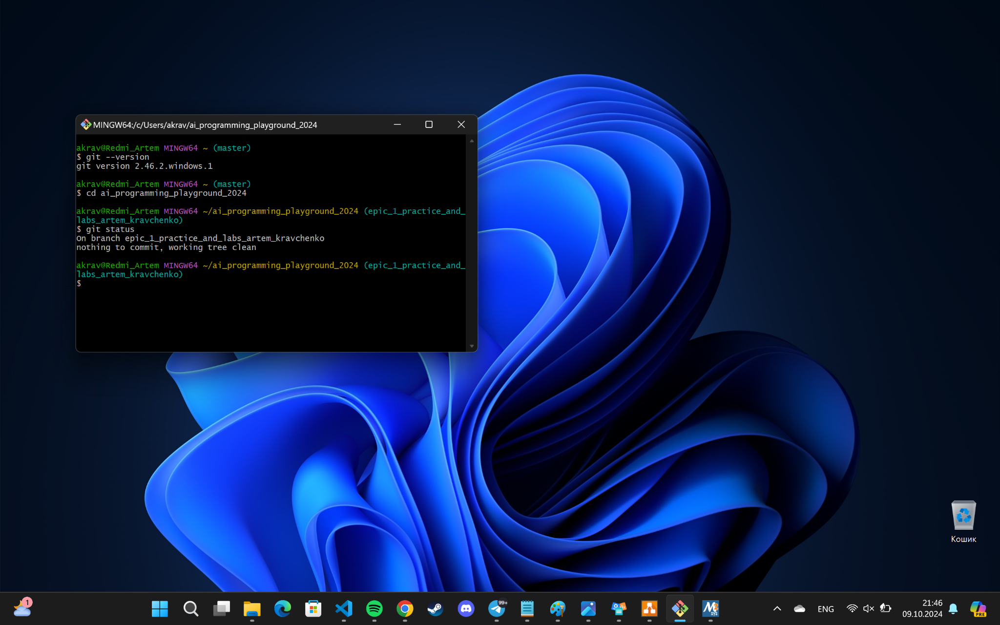 MINGW64:/c/Users/akrav/ai_programming_playground_2024
akrav@Redmi_Artem MINGW64 ~ (master)
$ git --version
git version 2.46.2.windows.1
akrav@Redmi_Artem MINGW64 ~ (master)
$ cd ai_programming_playground_2024
akrav@Redmi_Artem MINGW64 ~/ai_programming_playground_2024 (epic_1_practice_and_
labs_artem_kravchenko)
$ git status
On branch epic_1_practice_and_labs_artem_kravchenko
nothing to commit, working tree clean
akrav@Redmi_Artem MINGW64 ~/ai_programming_playground_2024 (epic_1_practice_and_
labs_artem_kravchenko)
$
Кошик
1
99+
M2
SYS
ENG
21:46
09.10.2024
PRE